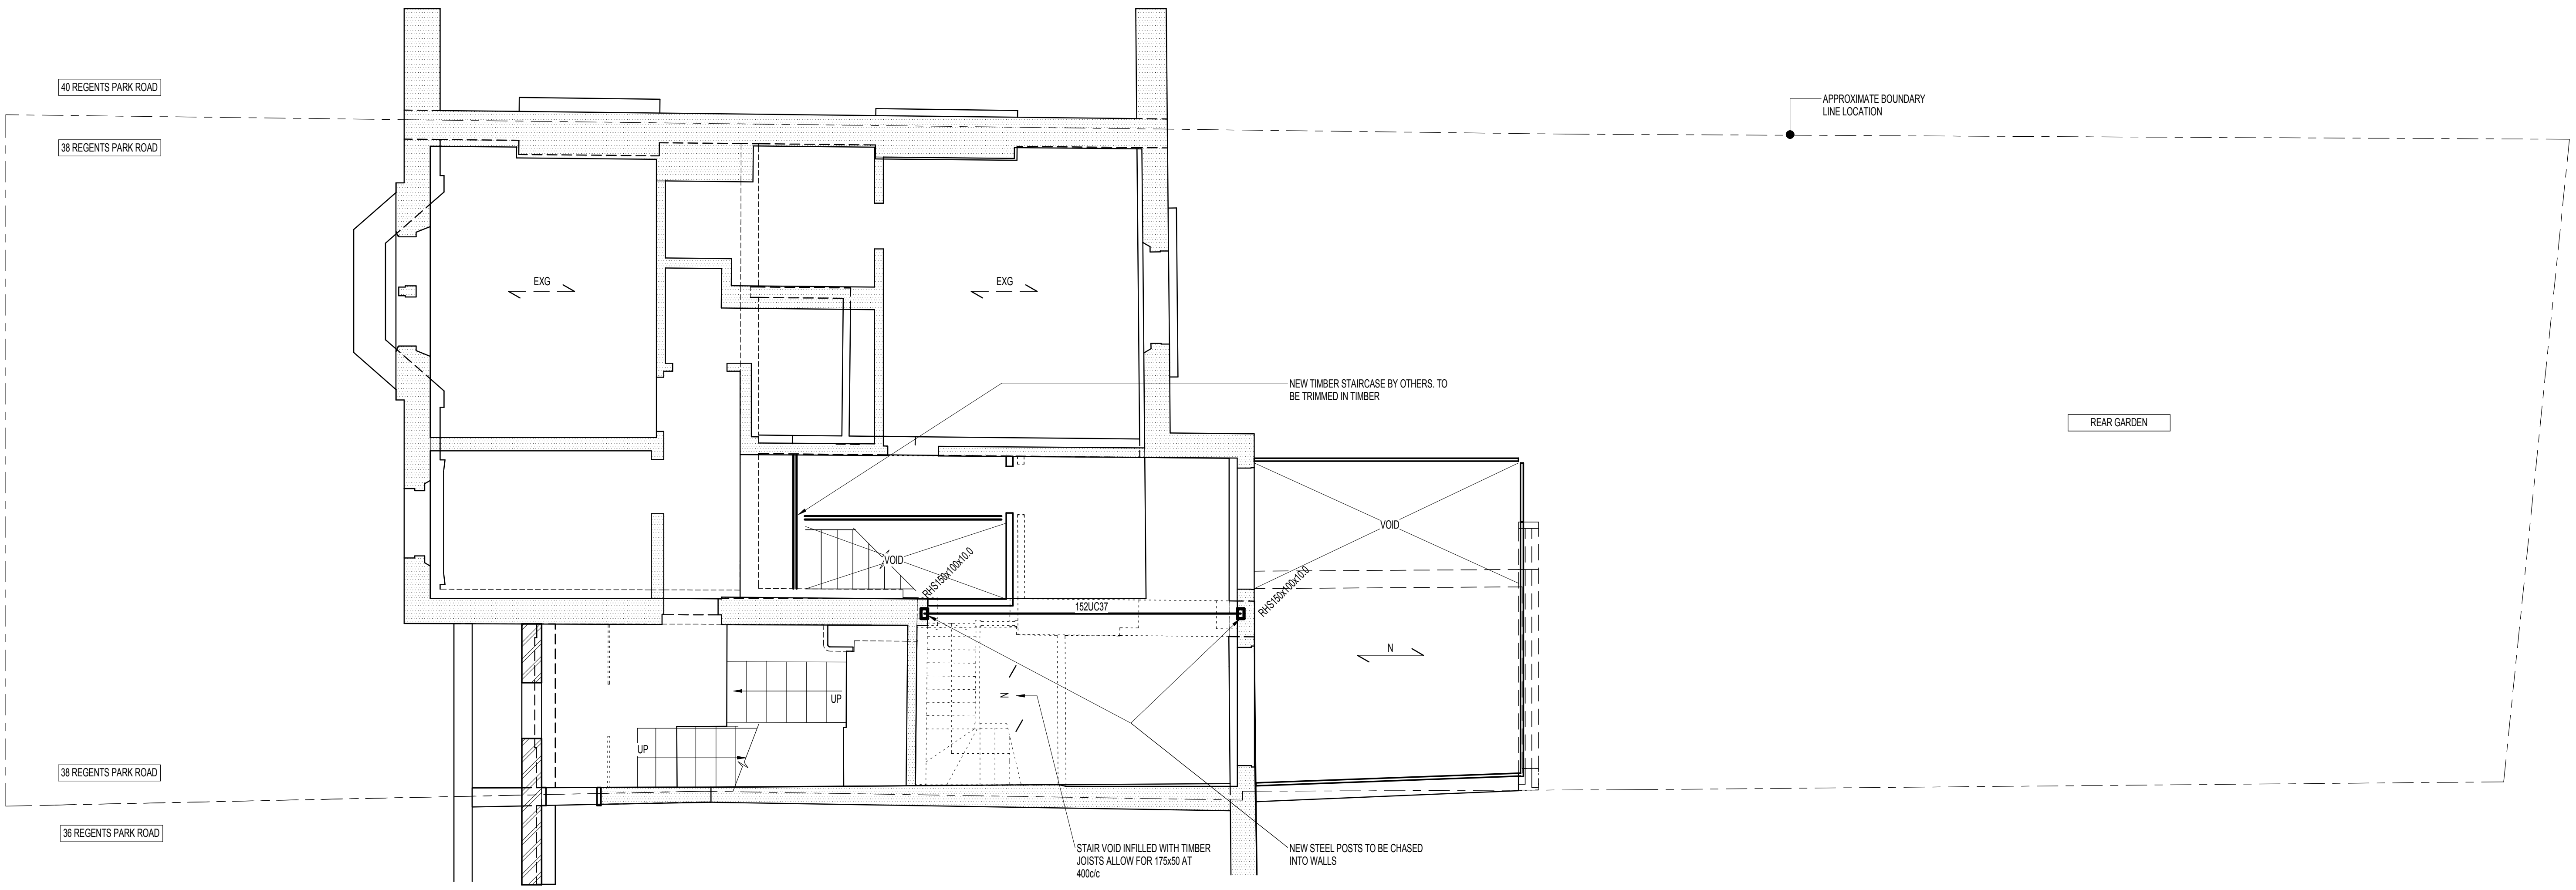 40 REGENTS PARK ROAD
APPROXIMATE BOUNDARY
LINE LOCATION
38 REGENTS PARK ROAD
EXG
EXG
NEW TIMBER STAIRCASE BY OTHERS. TO
BE TRIMMED IN TIMBER
REAR GARDEN
VOID
VOID
RHS150x100x10.0
RHS150x100x10.0
152UC37
N
N
UP
UP
38 REGENTS PARK ROAD
36 REGENTS PARK ROAD
STAIR VOID INFILLED WITH TIMBER
JOISTS ALLOW FOR 175x50 AT
400c/c
NEW STEEL POSTS TO BE CHASED
INTO WALLS